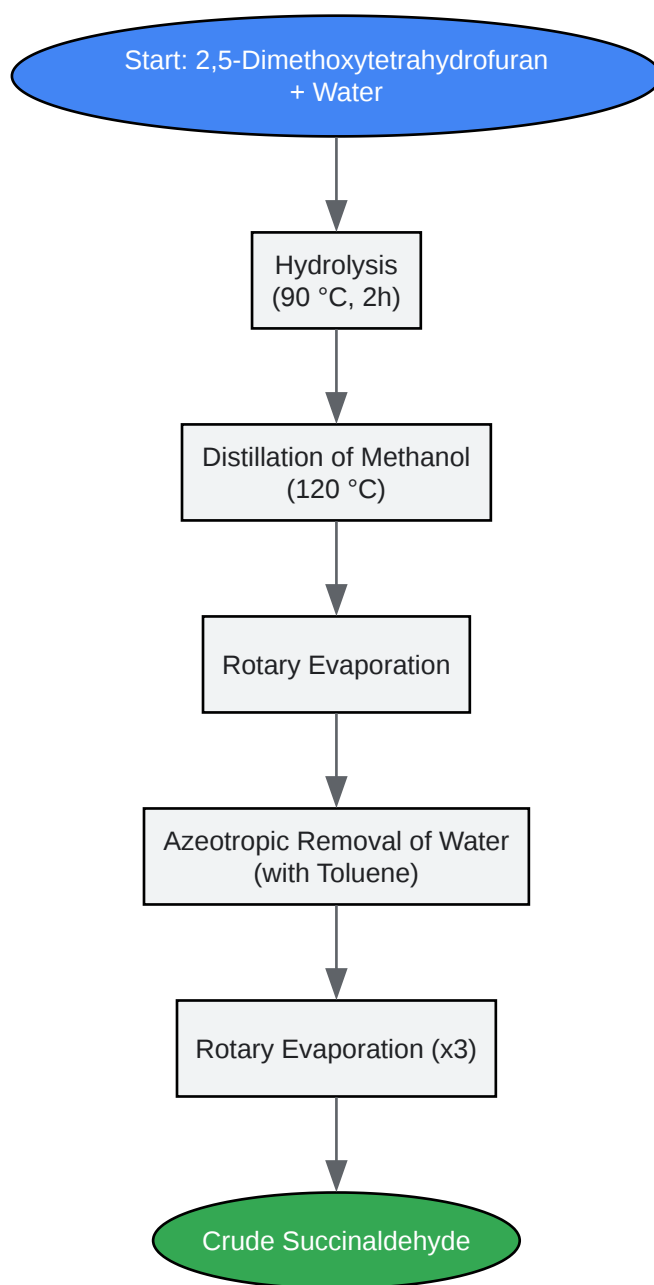 Start: 2,5-Dimethoxytetrahydrofuran
+ Water
Hydrolysis
(90 °C, 2h)
Distillation of Methanol
(120 °C)
Rotary Evaporation
Azeotropic Removal of Water
(with Toluene)
Rotary Evaporation (x3)
Crude Succinaldehyde